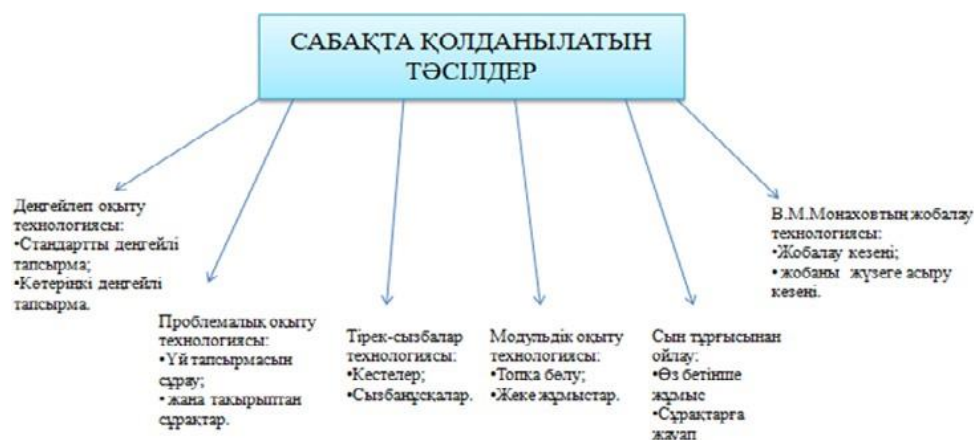 САБАҚТА ҚОЛДАНЫЛАТЫН
ТӘСІЛДЕР
Деңгейлеп оқыту
технологиясы:
•Стандартты деңгейлі
тапсырма;
•Көтеріңкі деңгейлі
тапсырма.
Проблемалық оқыту
технологиясы:
•Үй тапсырмасын
сұрау;
• жаңа тақырыптан
сұрақтар.
Тірек-сызбалар
технологиясы:
•Кестелер;
•Сызбанұсқалар.
Модульдік оқыту
технологиясы:
•Топқа бөлу;
•Жеке жұмыстар.
Сын тұрғысынан
ойлау:
•Өз бетінше
жұмыс
•Сұрақтарға
жауап
В.М.Монаховтың жобалау
технологиясы:
•Жобалау кезеңі;
• жобаны жүзеге асыру
кезеңі.